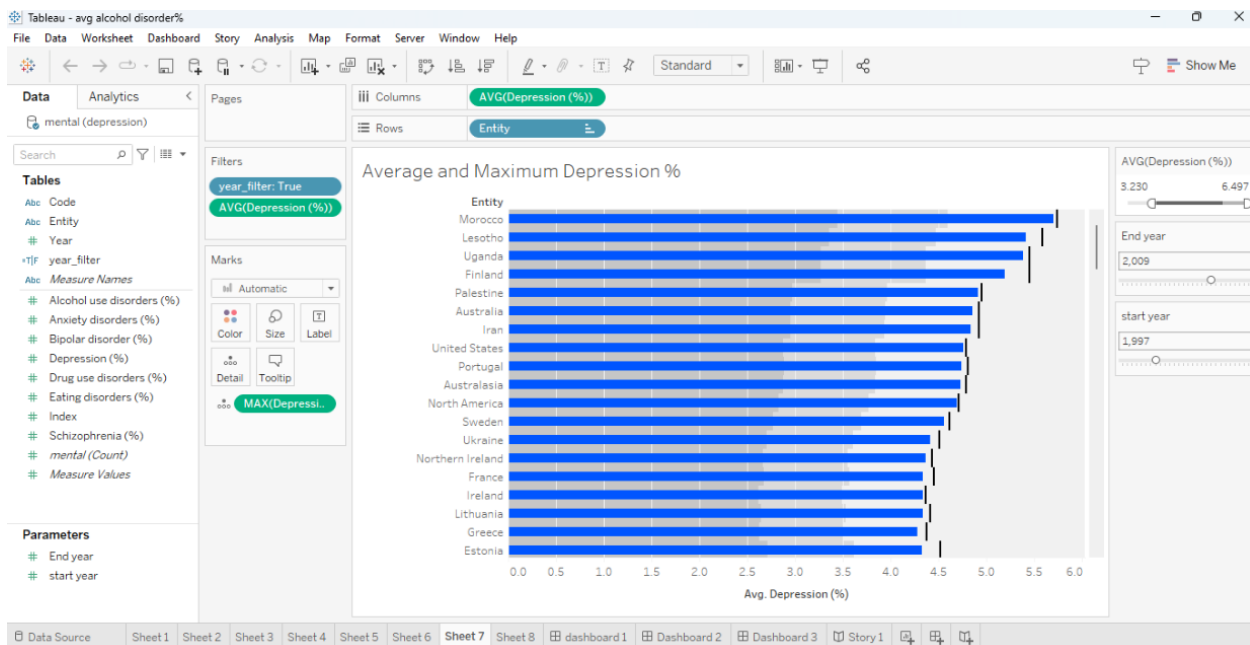 Tableau - avg alcohol disorder%
File Data Worksheet Dashboard Story Analysis Map Format Server Window Help
Standard
Show Me
Data Analytics
mental (depression)
Search
Tables
Abc Code
Abc Entity
# Year
=T|F year_filter
Abc Measure Names
# Alcohol use disorders (%)
# Anxiety disorders (%)
# Bipolar disorder (%)
# Depression (%)
# Drug use disorders (%)
# Eating disorders (%)
# Index
# Schizophrenia (%)
# mental (Count)
# Measure Values
Parameters
# End year
# start year
Pages
Filters
year_filter: True
AVG(Depression (%))
Marks
Automatic
Color Size Label
Detail Tooltip
MAX(Depressi..
Columns AVG(Depression (%))
Rows Entity
Average and Maximum Depression %
Entity
Morocco
Lesotho
Uganda
Finland
Palestine
Australia
Iran
United States
Portugal
Australasia
North America
Sweden
Ukraine
Northern Ireland
France
Ireland
Lithuania
Greece
Estonia
0.0 0.5 1.0 1.5 2.0 2.5 3.0 3.5 4.0 4.5 5.0 5.5 6.0
Avg. Depression (%)
AVG(Depression (%))
3.230 6.497
End year
2,009
start year
1,997
Data Source Sheet 1 Sheet 2 Sheet 3 Sheet 4 Sheet 5 Sheet 6 Sheet 7 Sheet 8 dashboard 1 Dashboard 2 Dashboard 3 Story 1